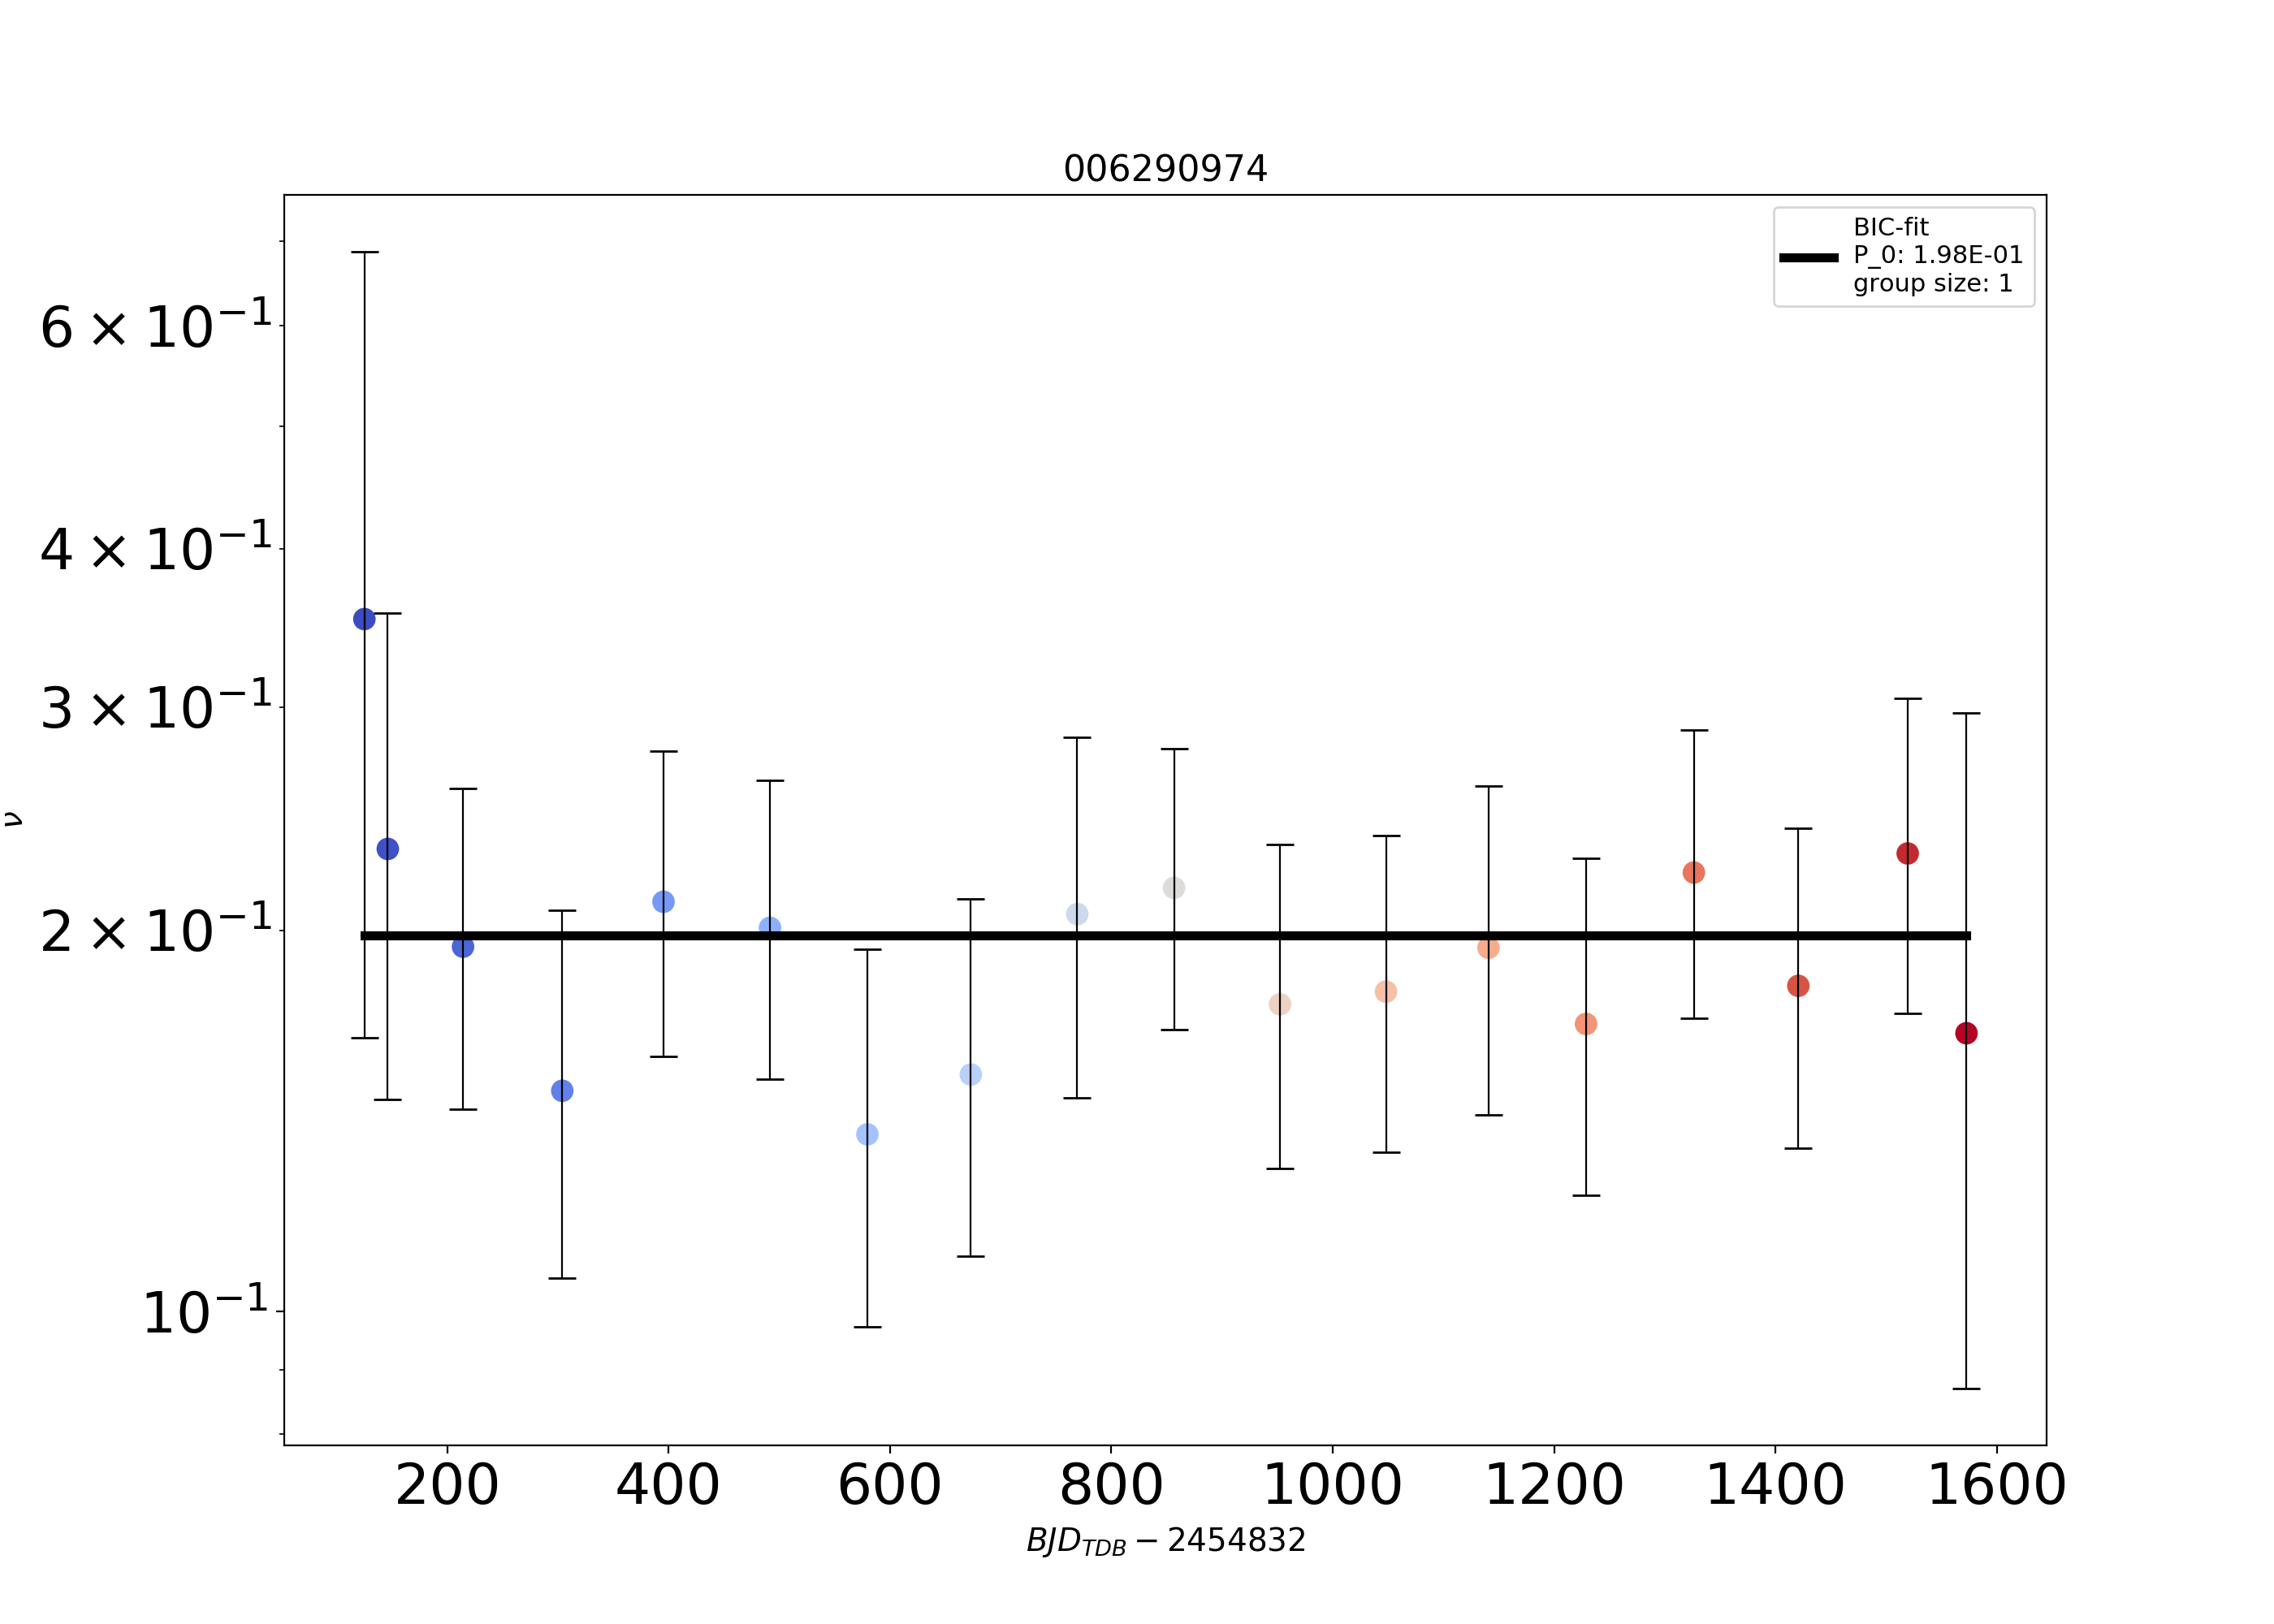 006290974
BIC-fit
P_0: 1.98E-01
group size: 1
6 × 10⁻¹
4 × 10⁻¹
3 × 10⁻¹
2 × 10⁻¹
10⁻¹
ν
200 400 600 800 1000 1200 1400 1600
BJD_TDB − 2454832